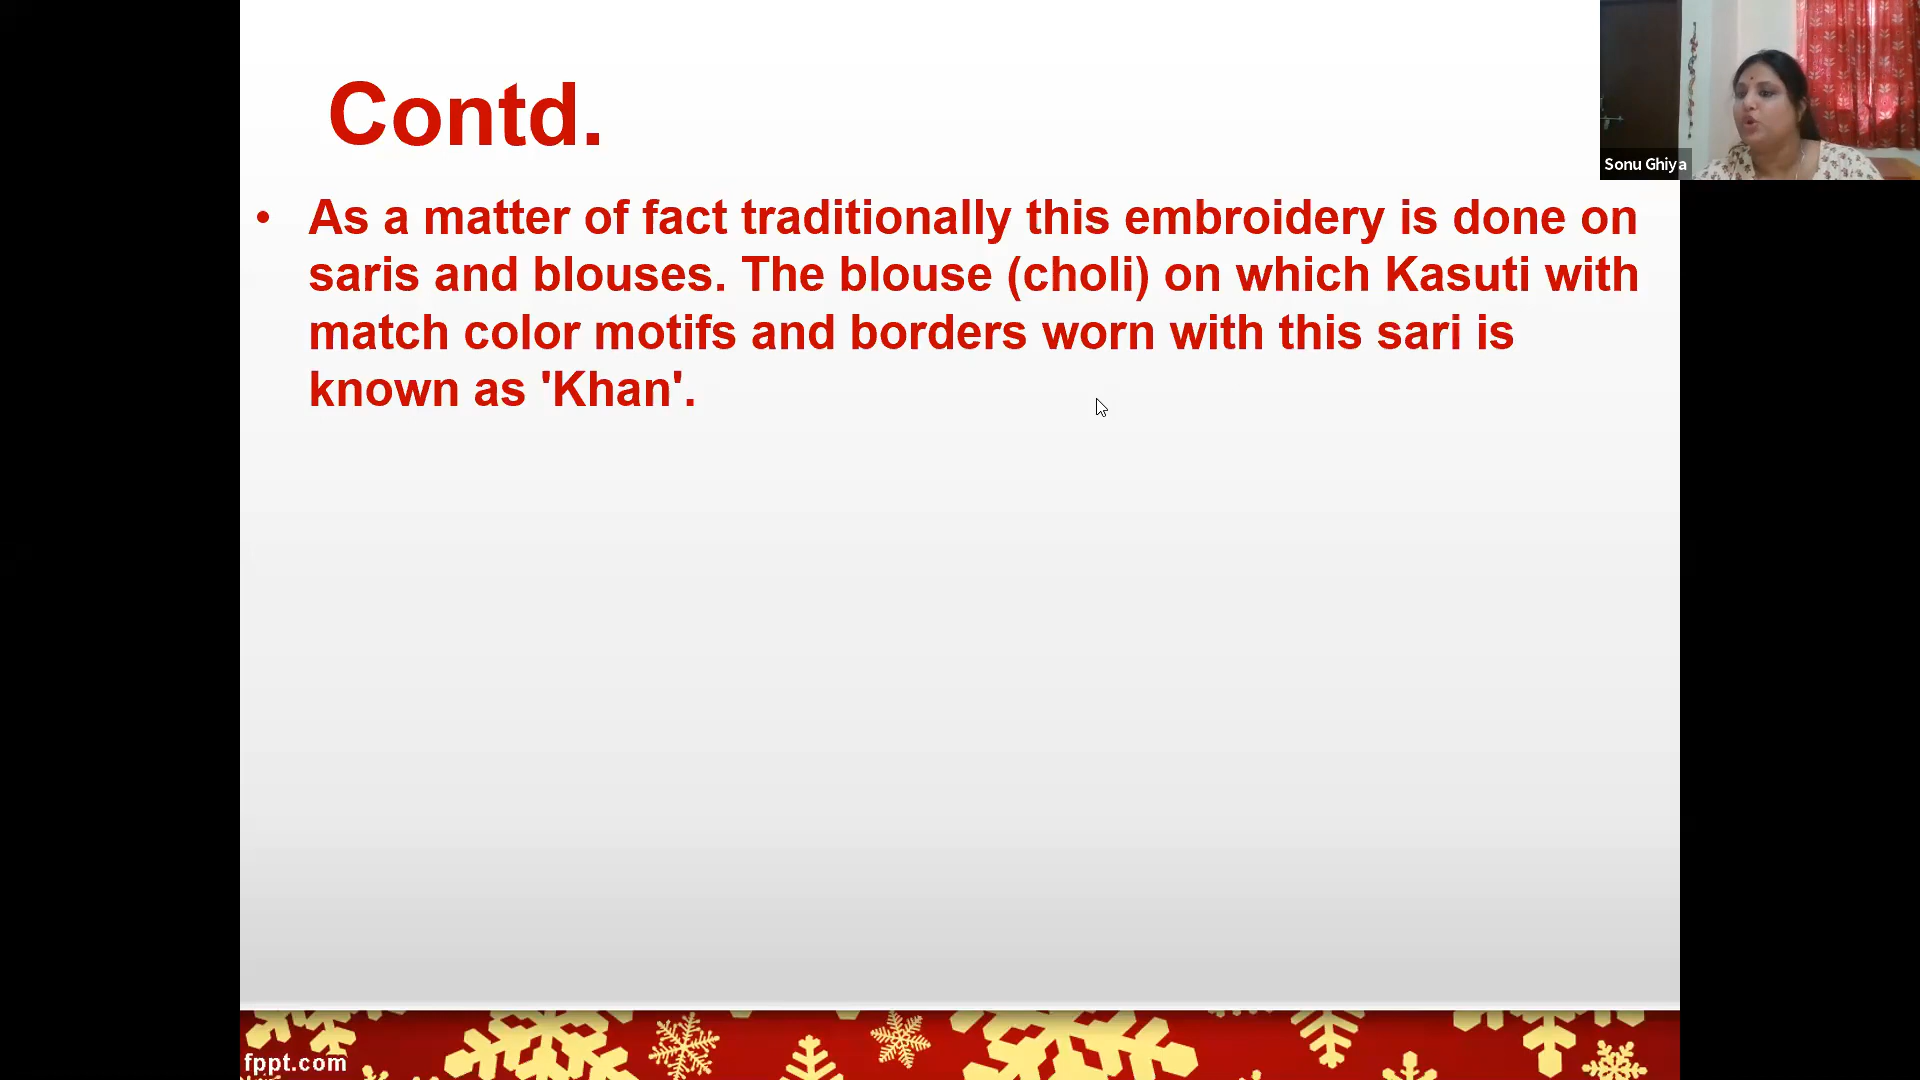 Contd.
• As a matter of fact traditionally this embroidery is done on
saris and blouses. The blouse (choli) on which Kasuti with
match color motifs and borders worn with this sari is
known as 'Khan'.
Sonu Ghiya
fppt.com